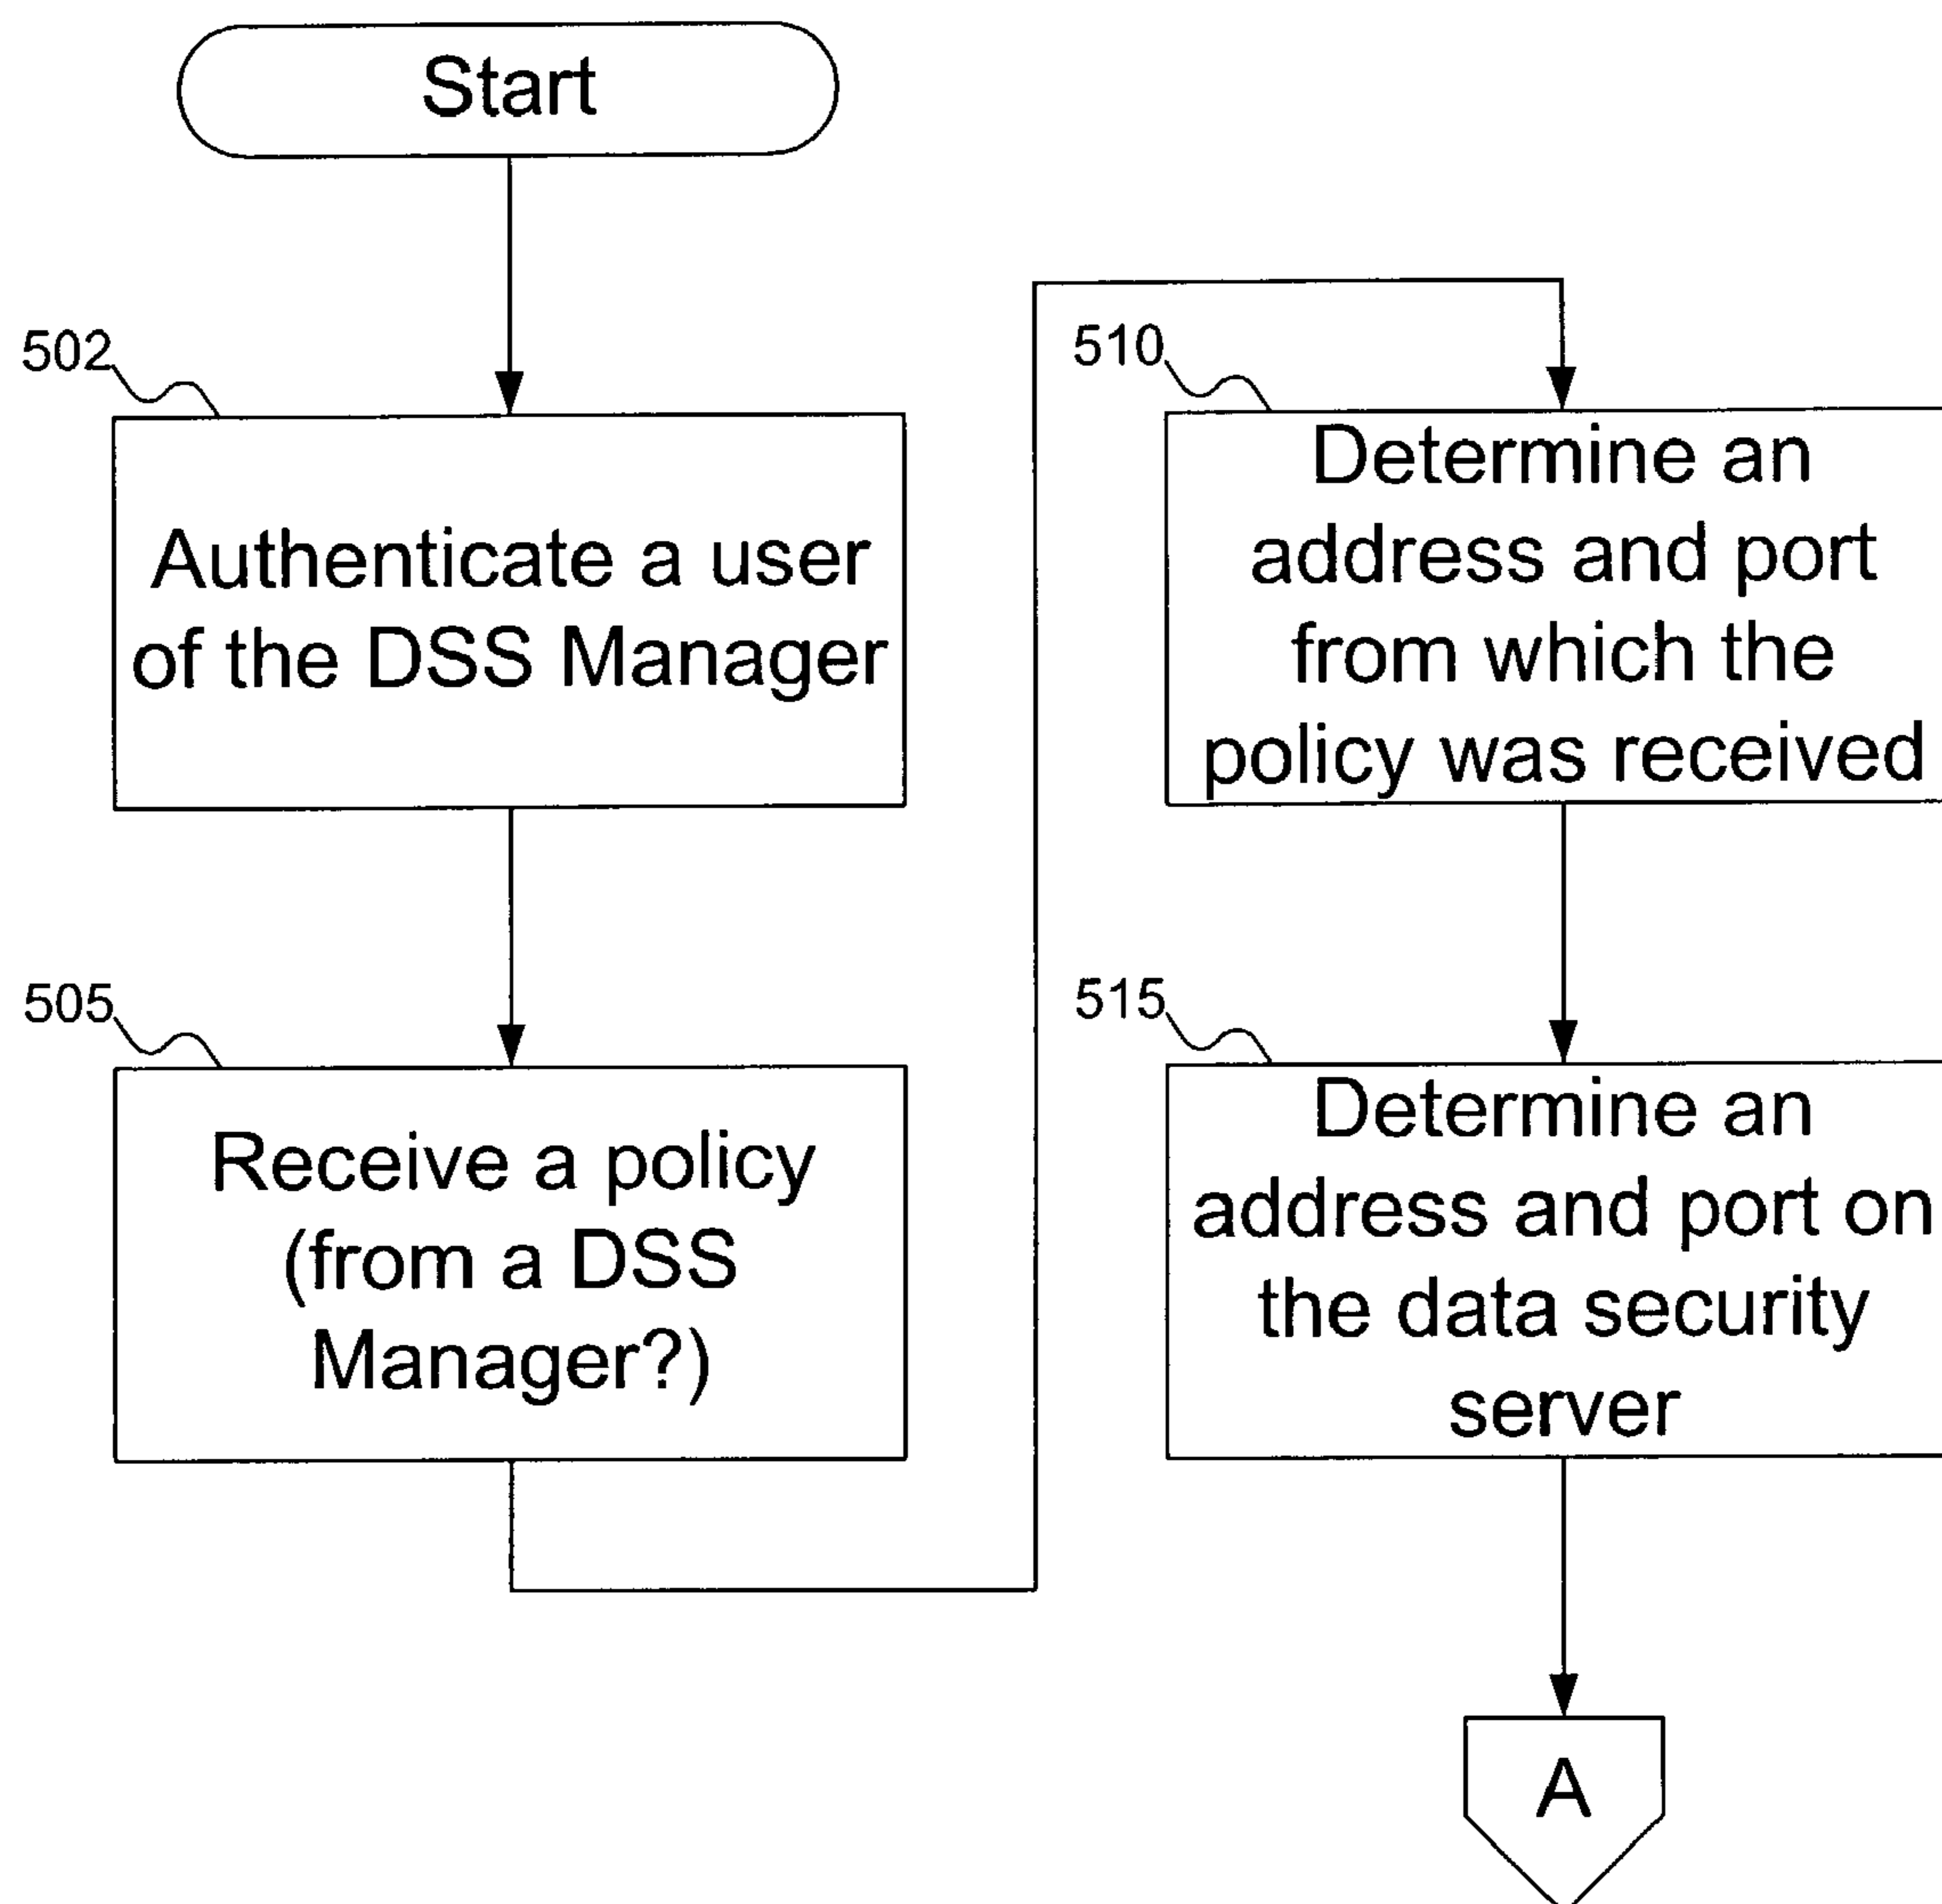 Start
502
Authenticate a user
of the DSS Manager
505
Receive a policy
(from a DSS
Manager?)
510
Determine an
address and port
from which the
policy was received
515
Determine an
address and port on
the data security
server
A